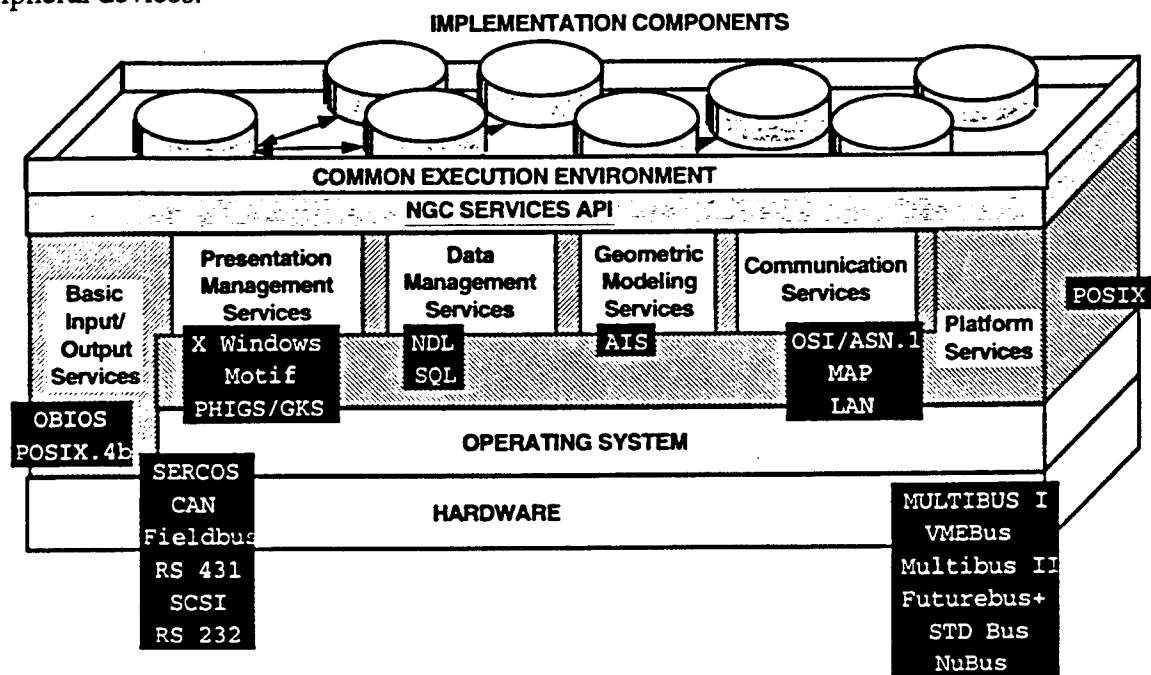 ipheral devices.
IMPLEMENTATION COMPONENTS
COMMON EXECUTION ENVIRONMENT
NGC SERVICES API
Basic
Input/
Output
Services
OBIOS
POSIX.4b
Presentation
Management
Services
X Windows
Motif
PHIGS/GKS
Data
Management
Services
NDL
SQL
Geometric
Modeling
Services
AIS
Communication
Services
OSI/ASN.1
MAP
LAN
Platform
Services
POSIX
OPERATING SYSTEM
HARDWARE
SERCOS
CAN
Fieldbus
RS 431
SCSI
RS 232
MULTIBUS I
VMEBus
Multibus II
Futurebus+
STD Bus
NuBus